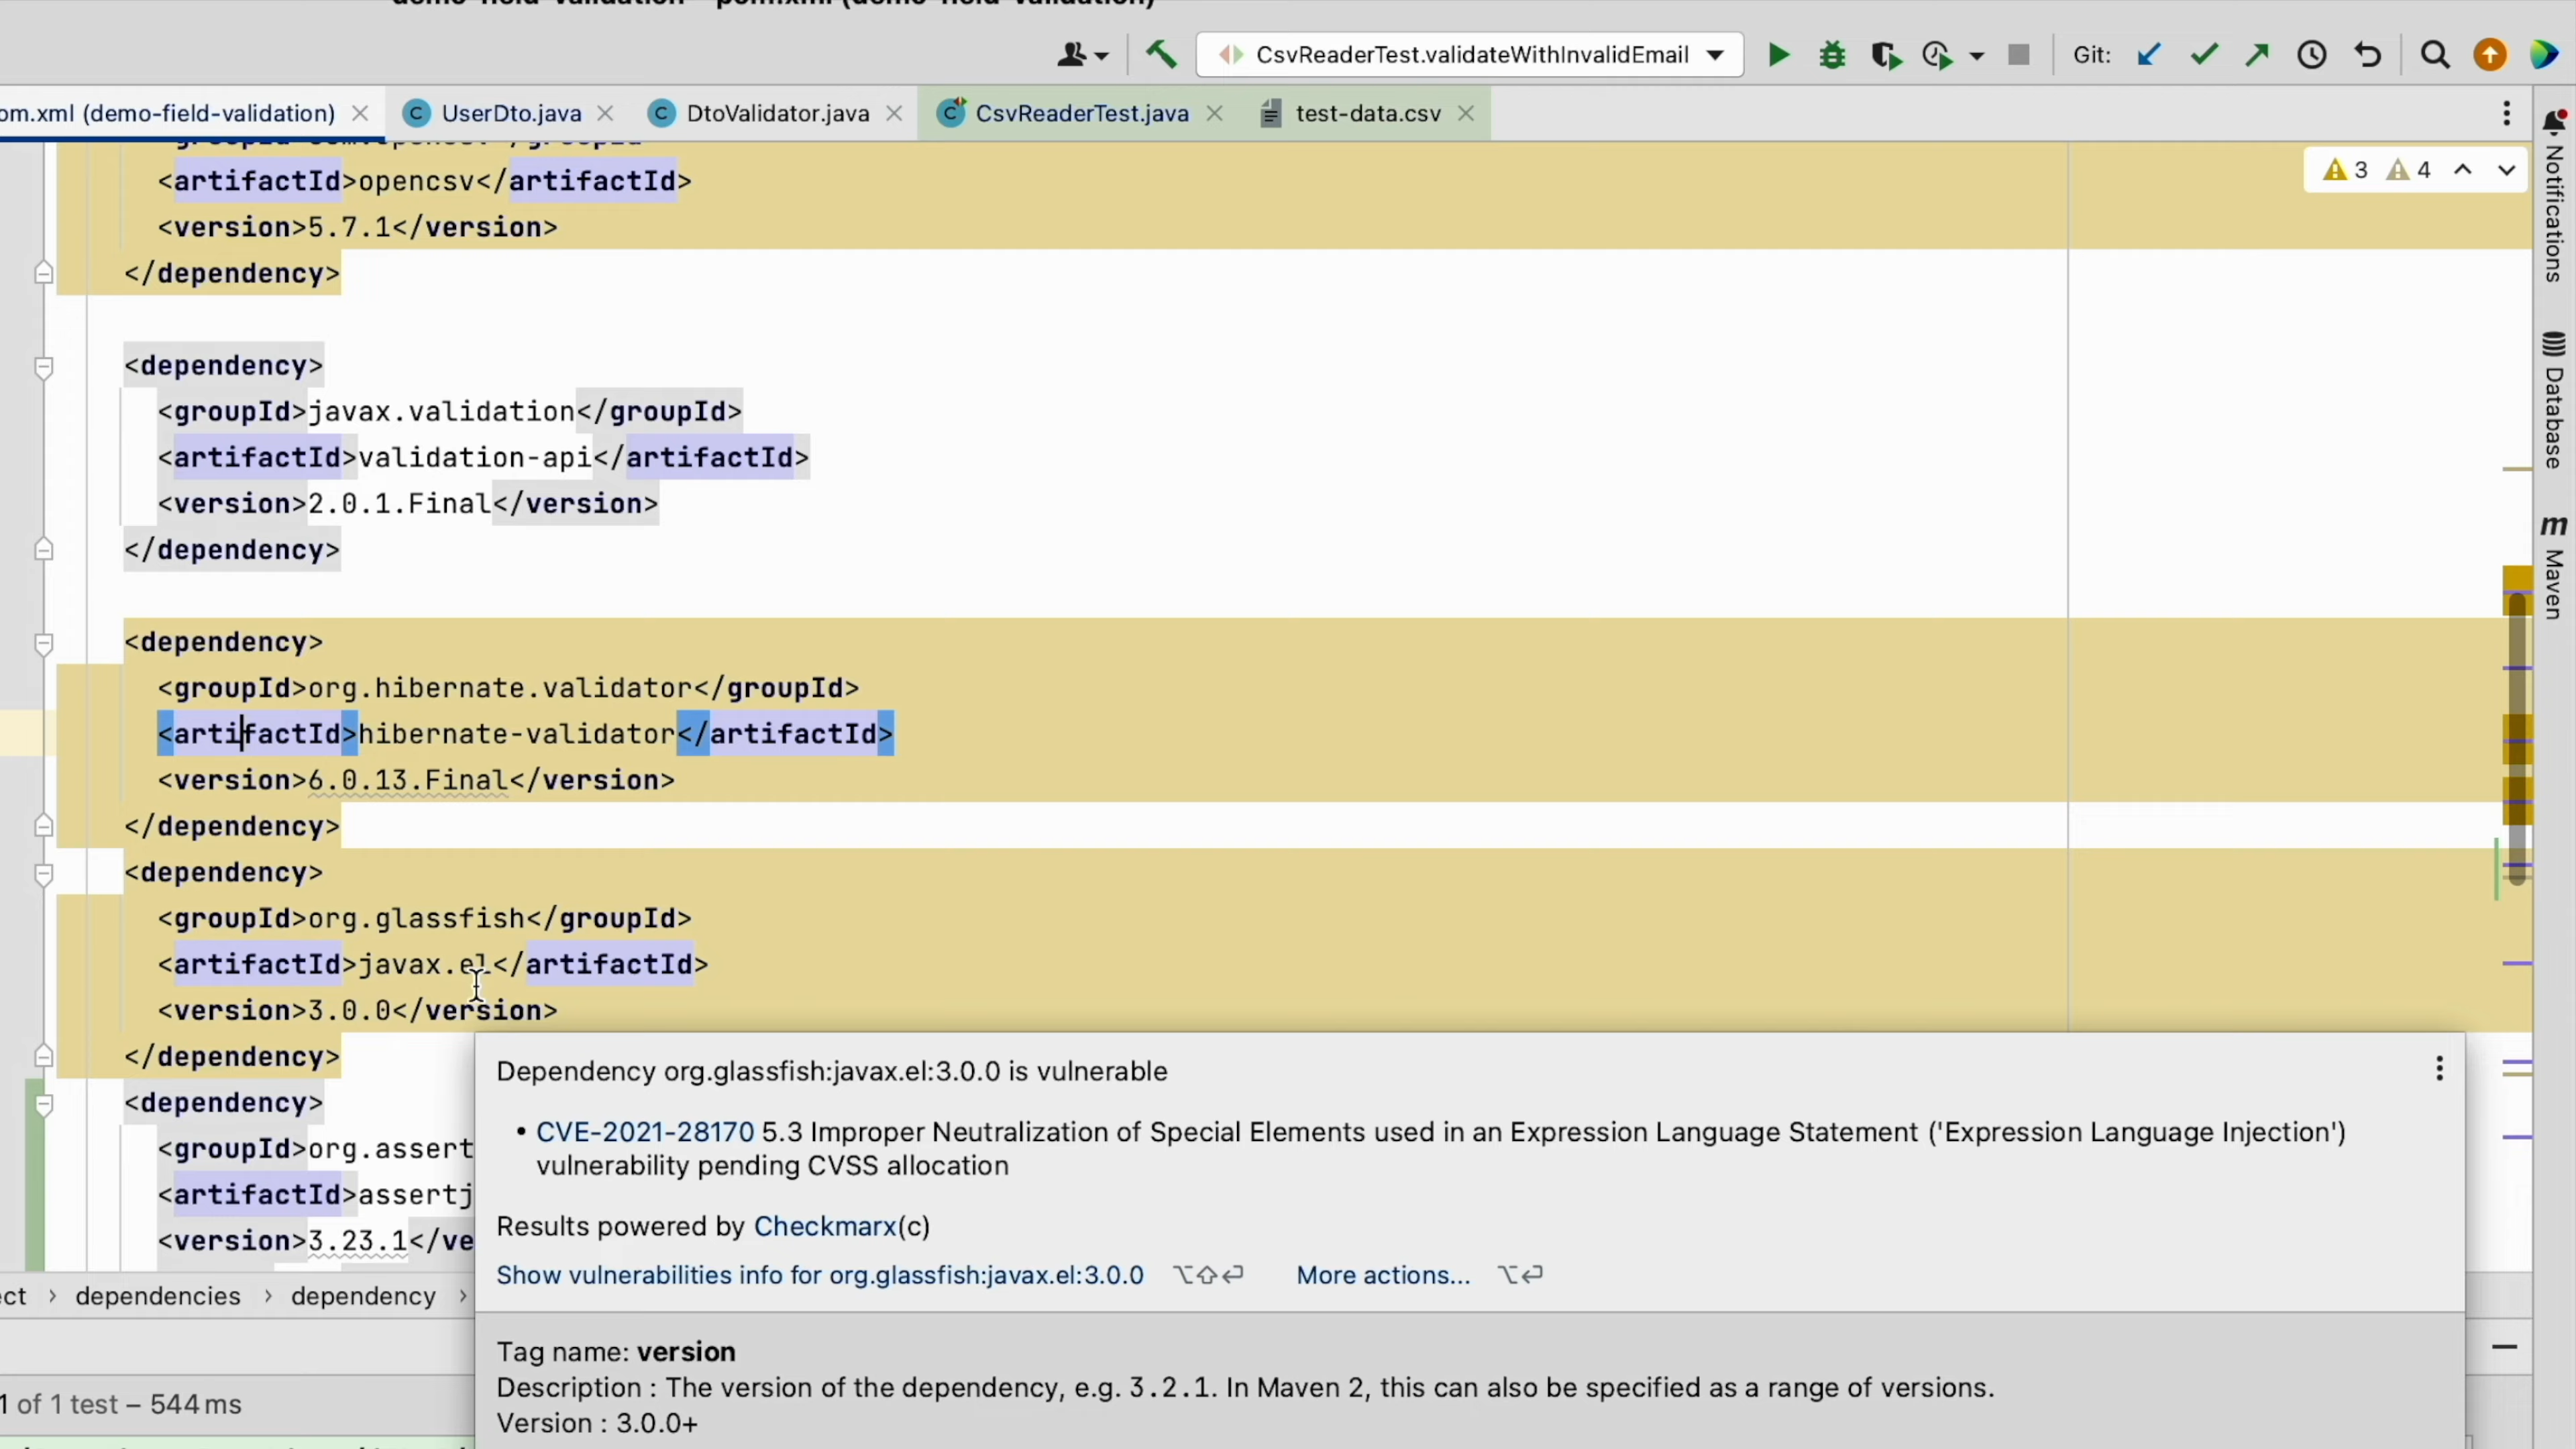 demo-field-validation – pom.xml (demo-field-validation)
CsvReaderTest.validateWithInvalidEmail
Git:
om.xml (demo-field-validation)
UserDto.java
DtoValidator.java
CsvReaderTest.java
test-data.csv
<artifactId>opencsv</artifactId>
3
4
<version>5.7.1</version>
</dependency>
<dependency>
<groupId>javax.validation</groupId>
<artifactId>validation-api</artifactId>
<version>2.0.1.Final</version>
</dependency>
<dependency>
<groupId>org.hibernate.validator</groupId>
<artifactId>hibernate-validator</artifactId>
<version>6.0.13.Final</version>
</dependency>
<dependency>
<groupId>org.glassfish</groupId>
<artifactId>javax.el</artifactId>
<version>3.0.0</version>
</dependency>
<dependency>
<groupId>org.assert
<artifactId>assertj
<version>3.23.1</ve
Dependency org.glassfish:javax.el:3.0.0 is vulnerable
• CVE-2021-28170 5.3 Improper Neutralization of Special Elements used in an Expression Language Statement ('Expression Language Injection')
vulnerability pending CVSS allocation
Results powered by Checkmarx(c)
Show vulnerabilities info for org.glassfish:javax.el:3.0.0 ⌥⇧⏎ More actions... ⌥⏎
Tag name: version
Description : The version of the dependency, e.g. 3.2.1. In Maven 2, this can also be specified as a range of versions.
Version : 3.0.0+
ect › dependencies › dependency ›
1 of 1 test – 544 ms
Notifications
Database
m Maven